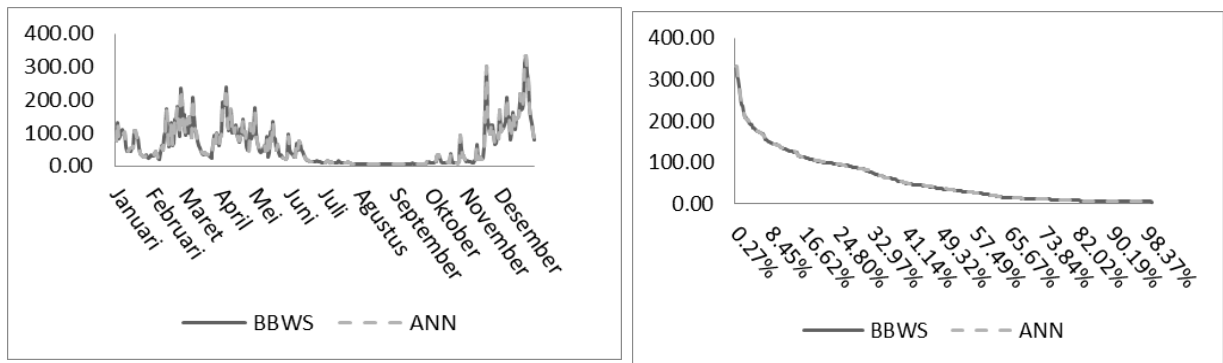 400.00
300.00
200.00
100.00
0.00
Januari
Februari
Maret
April
Mei
Juni
Juli
Agustus
September
Oktober
November
Desember
BBWS
ANN
400.00
300.00
200.00
100.00
0.00
0.27%
8.45%
16.62%
24.80%
32.97%
41.14%
49.32%
57.49%
65.67%
73.84%
82.02%
90.19%
98.37%
BBWS
ANN